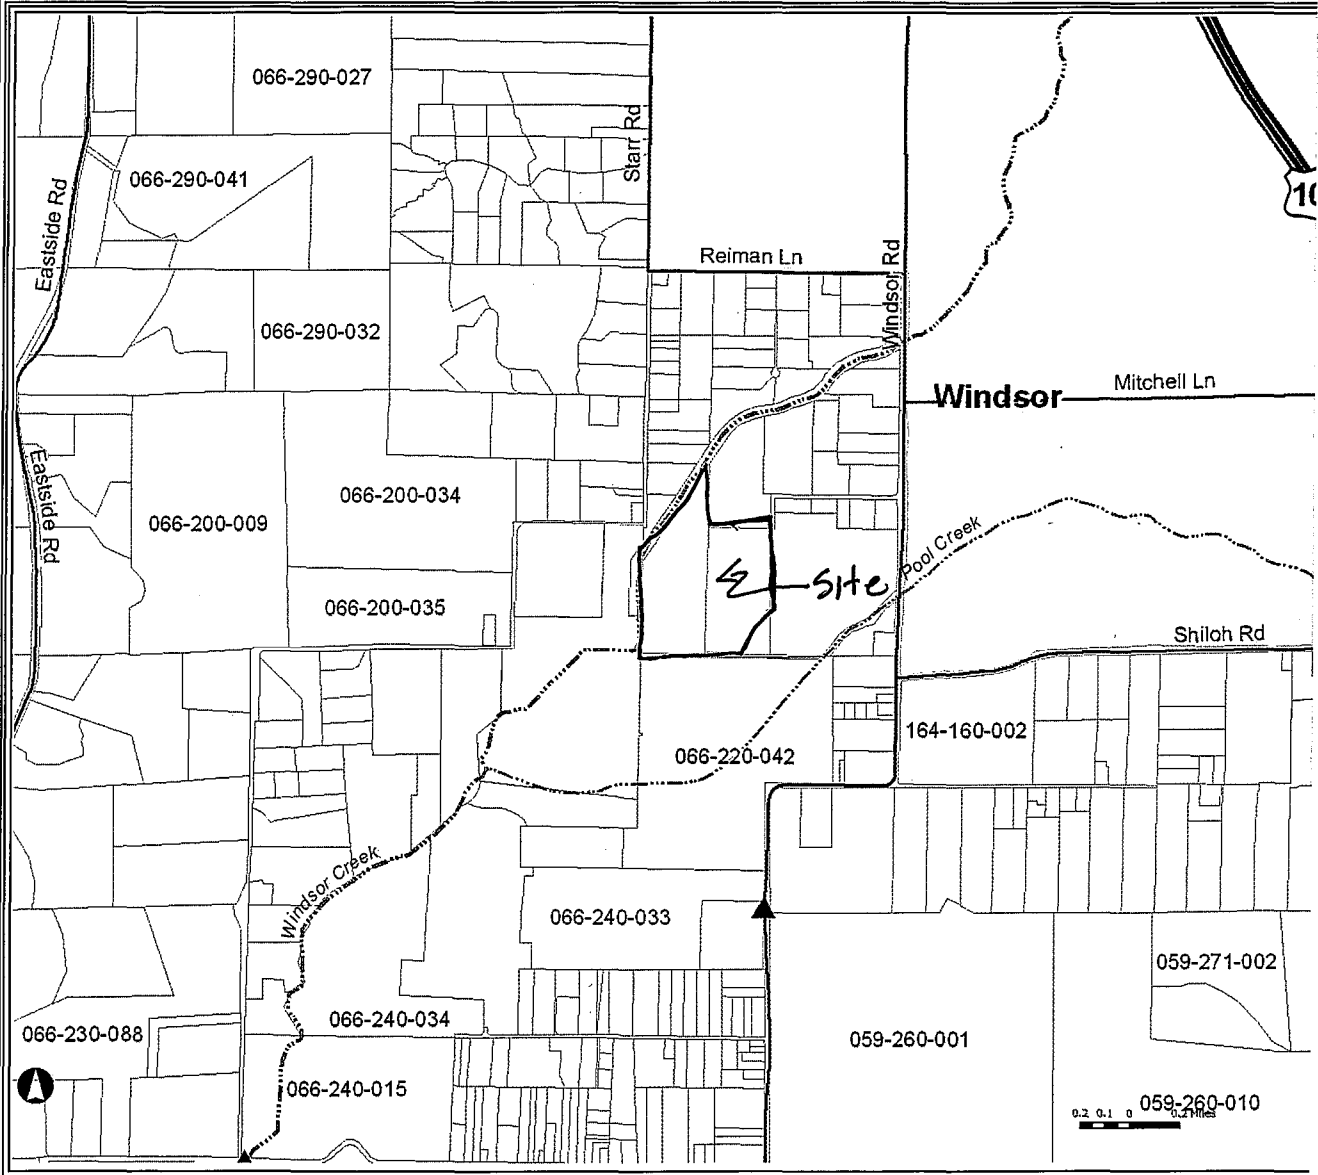 066-290-027
Starr Rd
066-290-041
Eastside Rd
10
Reiman Ln
Windsor Rd
066-290-032
Windsor
Mitchell Ln
Eastside Rd
066-200-034
066-200-009
Pool Creek
SITE
066-200-035
Shiloh Rd
164-160-002
066-220-042
Windsor Creek
066-240-033
059-271-002
066-240-034
066-230-088
059-260-001
066-240-015
059-260-010
0.2 0.1 0 0.2 Miles